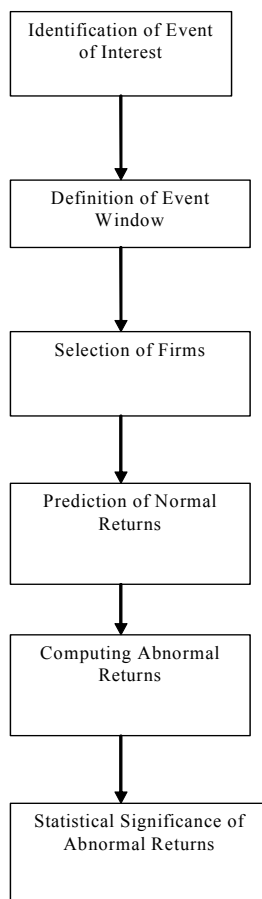 Identification of Event
of Interest
Definition of Event
Window
Selection of Firms
Prediction of Normal
Returns
Computing Abnormal
Returns
Statistical Significance of
Abnormal Returns